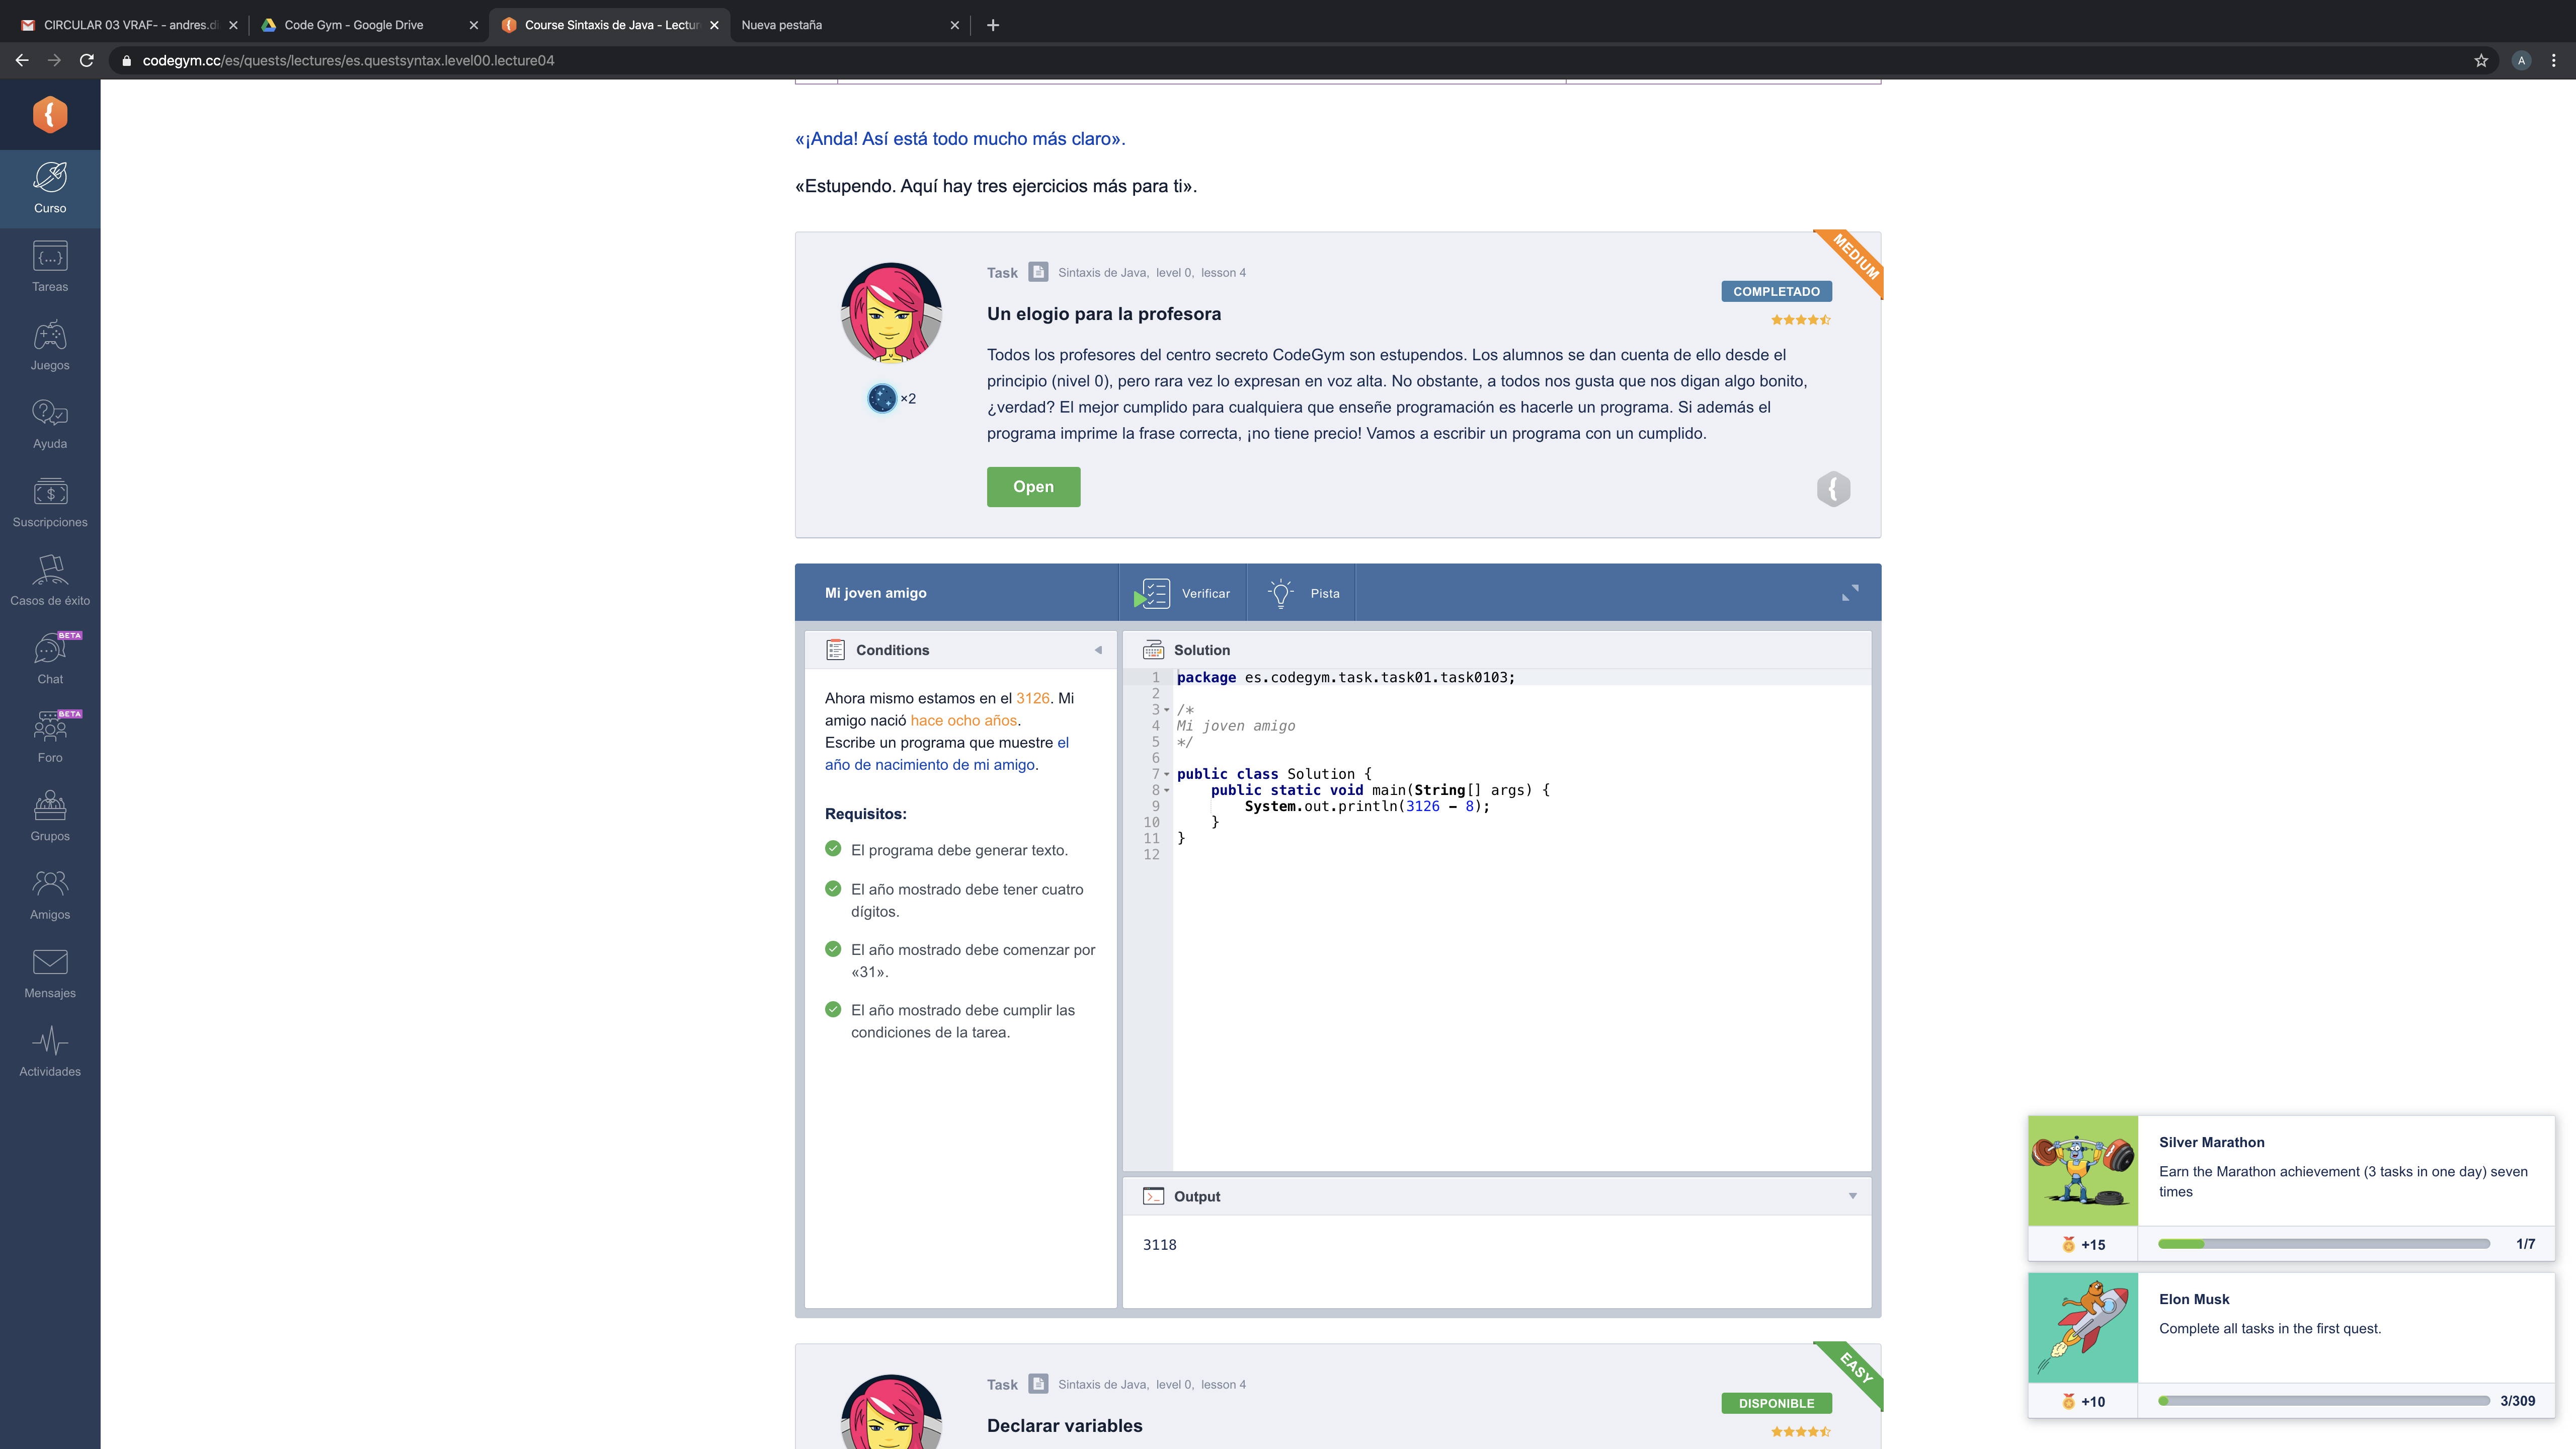 CIRCULAR 03 VRAF- - andres.d
Code Gym - Google Drive
Course Sintaxis de Java - Lectur
Nueva pestaña
codegym.cc/es/quests/lectures/es.questsyntax.level00.lecture04
A
Curso
Tareas
Juegos
Ayuda
Suscripciones
Casos de éxito
BETA
Chat
BETA
Foro
Grupos
Amigos
Mensajes
Actividades
«¡Anda! Así está todo mucho más claro».
«Estupendo. Aquí hay tres ejercicios más para ti».
MEDIUM
Task Sintaxis de Java, level 0, lesson 4
COMPLETADO
Un elogio para la profesora
Todos los profesores del centro secreto CodeGym son estupendos. Los alumnos se dan cuenta de ello desde el
principio (nivel 0), pero rara vez lo expresan en voz alta. No obstante, a todos nos gusta que nos digan algo bonito,
¿verdad? El mejor cumplido para cualquiera que enseñe programación es hacerle un programa. Si además el
programa imprime la frase correcta, ¡no tiene precio! Vamos a escribir un programa con un cumplido.
×2
Open
Mi joven amigo
Verificar
Pista
Conditions
Ahora mismo estamos en el 3126. Mi
amigo nació hace ocho años.
Escribe un programa que muestre el
año de nacimiento de mi amigo.
Requisitos:
El programa debe generar texto.
El año mostrado debe tener cuatro
dígitos.
El año mostrado debe comenzar por
«31».
El año mostrado debe cumplir las
condiciones de la tarea.
Solution
1 package es.codegym.task.task01.task0103;
2
3 /*
4 Mi joven amigo
5 */
6
7 public class Solution {
8 public static void main(String[] args) {
9 System.out.println(3126 - 8);
10 }
11 }
12
Output
3118
EASY
Task Sintaxis de Java, level 0, lesson 4
DISPONIBLE
Declarar variables
Silver Marathon
Earn the Marathon achievement (3 tasks in one day) seven
times
+15
1/7
Elon Musk
Complete all tasks in the first quest.
+10
3/309